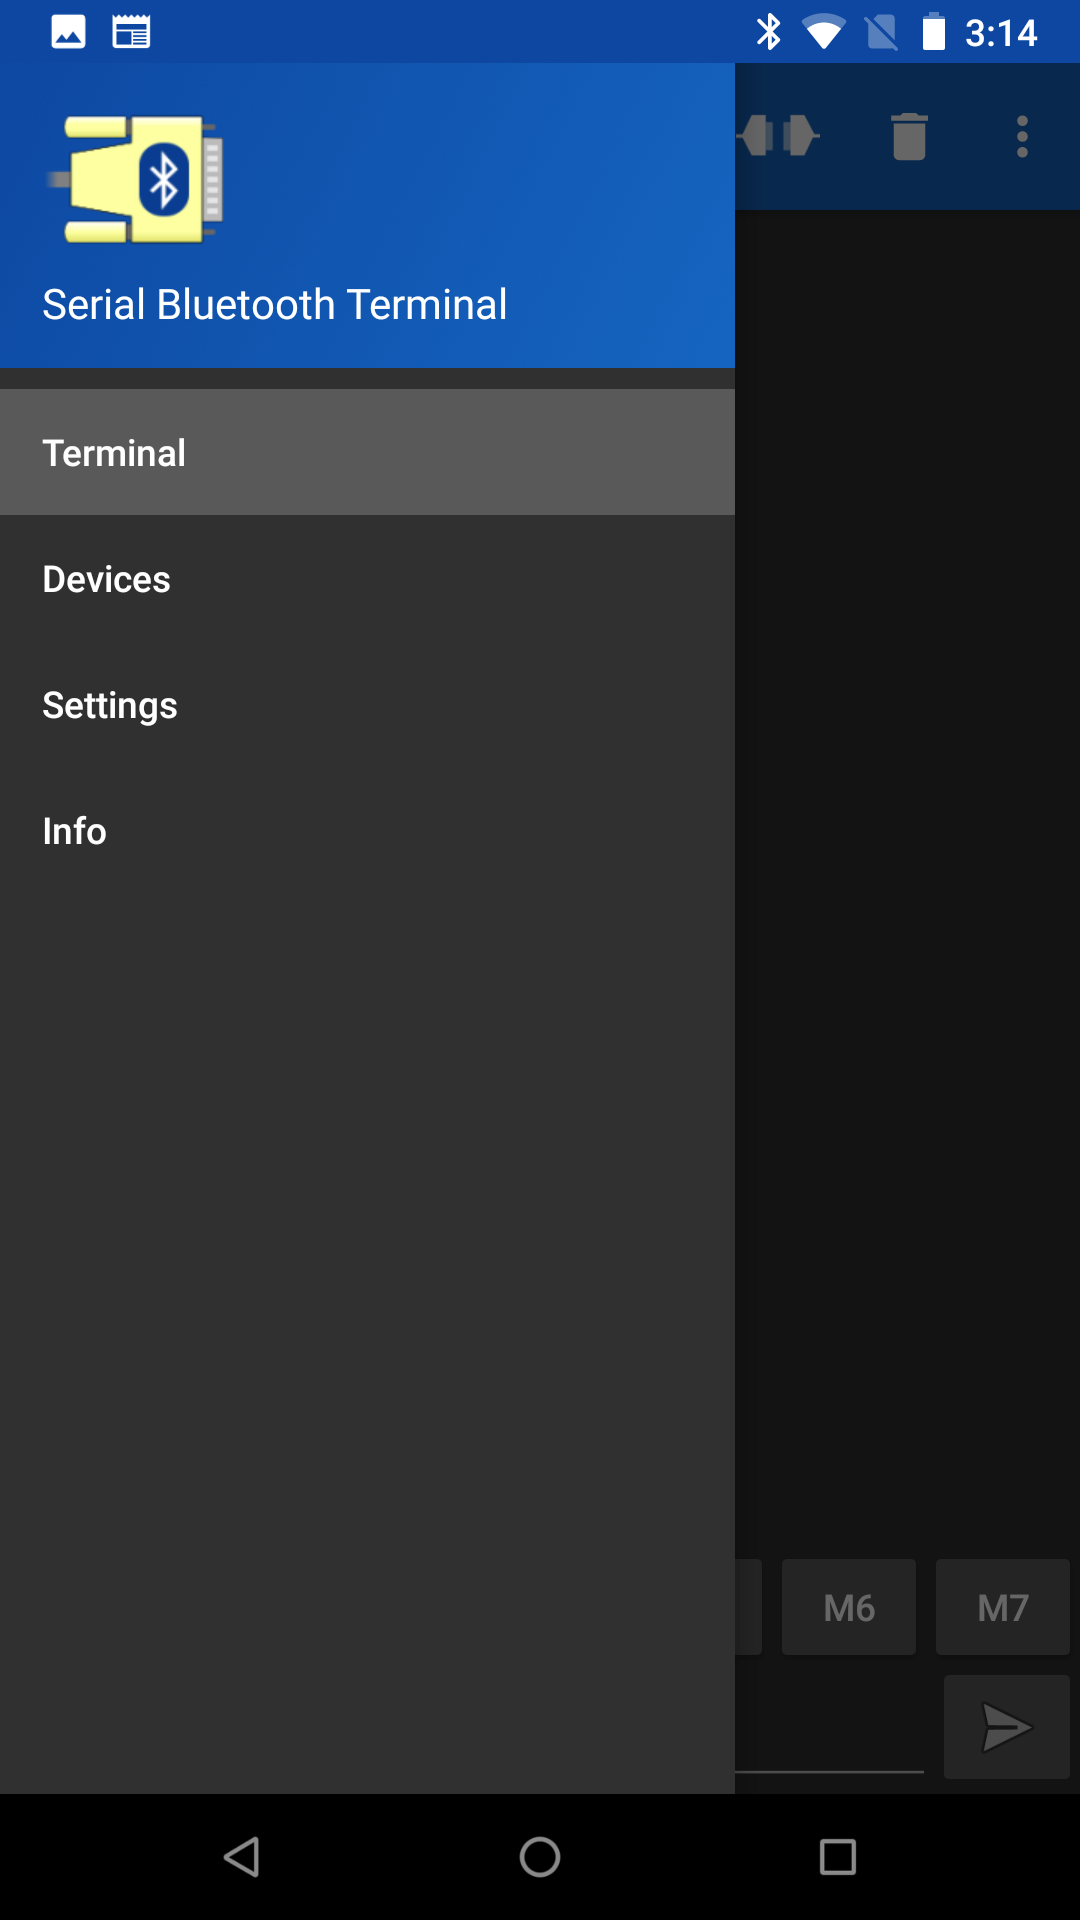 3:14
Serial Bluetooth Terminal
Terminal
Devices
Settings
Info
M6
M7